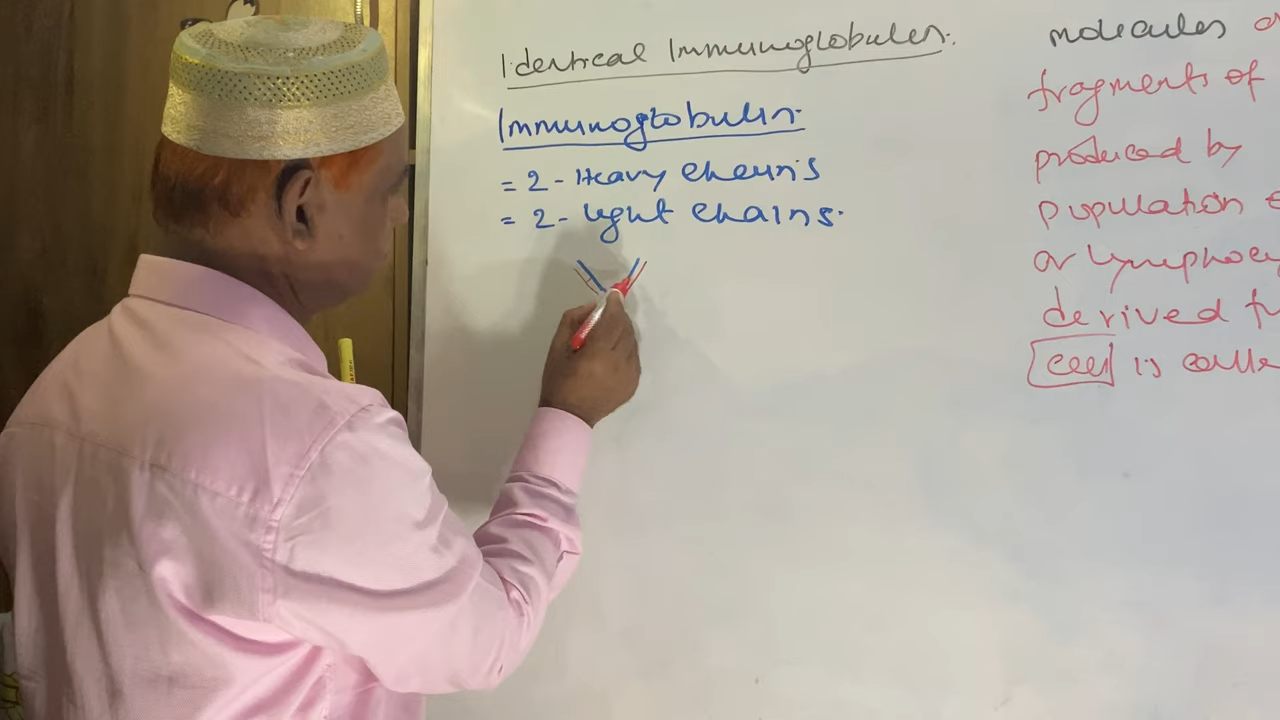 Identical Immunoglobulin.
Immunoglobulin.
= 2 - Heavy chains
= 2 - light chains.
molecules or
fragments of
produced by
population
or lymphocy
derived f
cell is calle